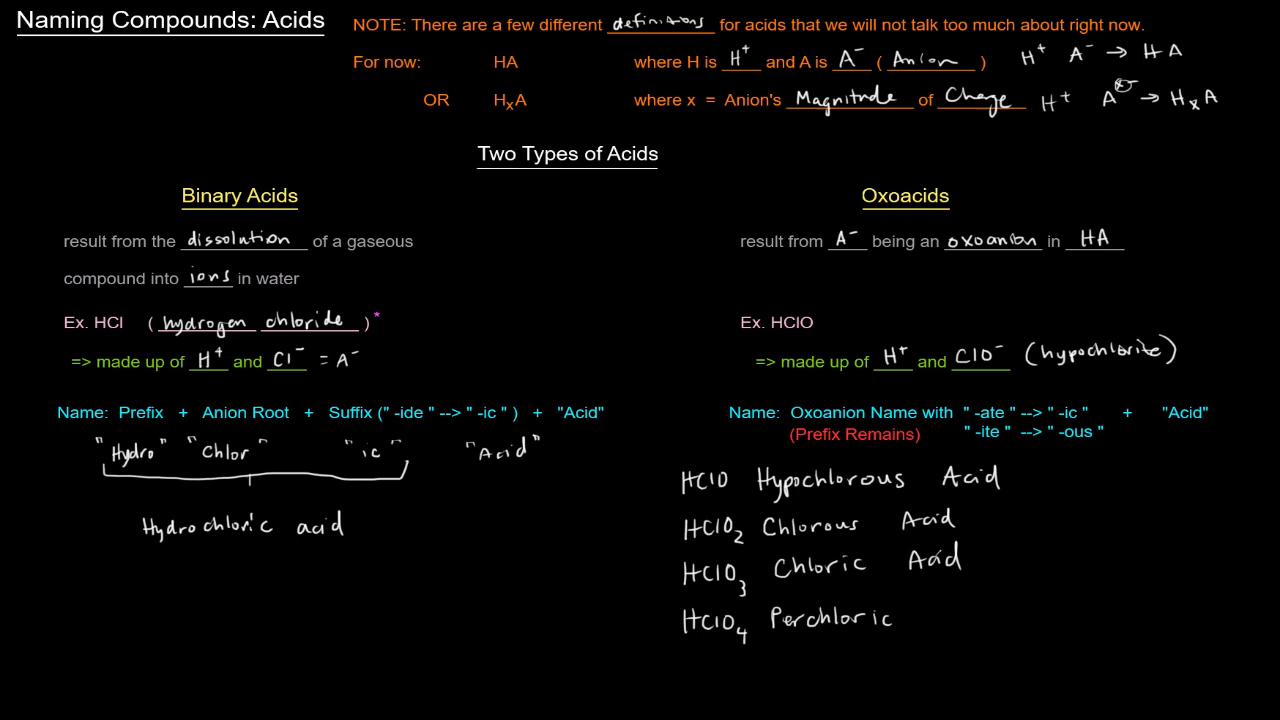 Naming Compounds: Acids
NOTE: There are a few different definitions for acids that we will not talk too much about right now.
For now: HA where H is H⁺ and A is A⁻ (Anion) H⁺ A⁻ → HA
OR HₓA where x = Anion's Magnitude of Charge H⁺ Aˣ⁻ → HₓA
Two Types of Acids
Binary Acids
result from the dissolution of a gaseous
compound into ions in water
Ex. HCl (hydrogen chloride)*
=> made up of H⁺ and Cl⁻ = A⁻
Name: Prefix + Anion Root + Suffix (" -ide " --> " -ic " ) + "Acid"
"Hydro" "Chlor" "ic" "Acid"
Hydrochloric acid
Oxoacids
result from A⁻ being an oxoanion in HA
Ex. HClO
=> made up of H⁺ and ClO⁻ (hypochlorite)
Name: Oxoanion Name with " -ate " --> " -ic " + "Acid"
(Prefix Remains) " -ite " --> " -ous "
HClO Hypochlorous Acid
HClO₂ Chlorous Acid
HClO₃ Chloric Acid
HClO₄ Perchloric